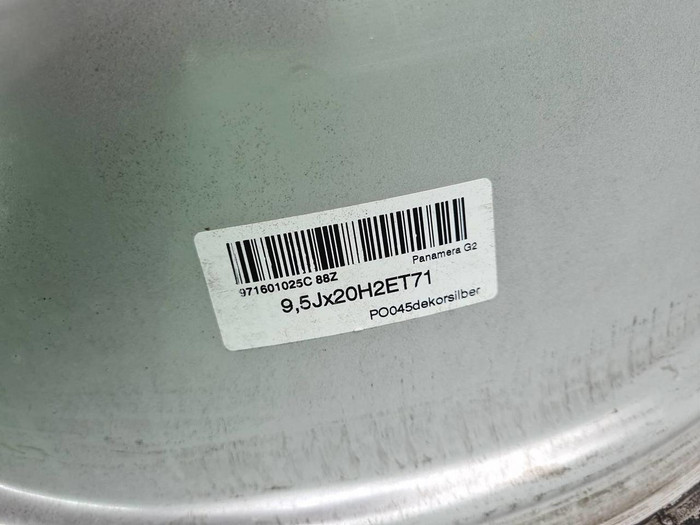 971601025C 88Z
Panamera G2
9,5Jx20H2ET71
PO045dekorsilber